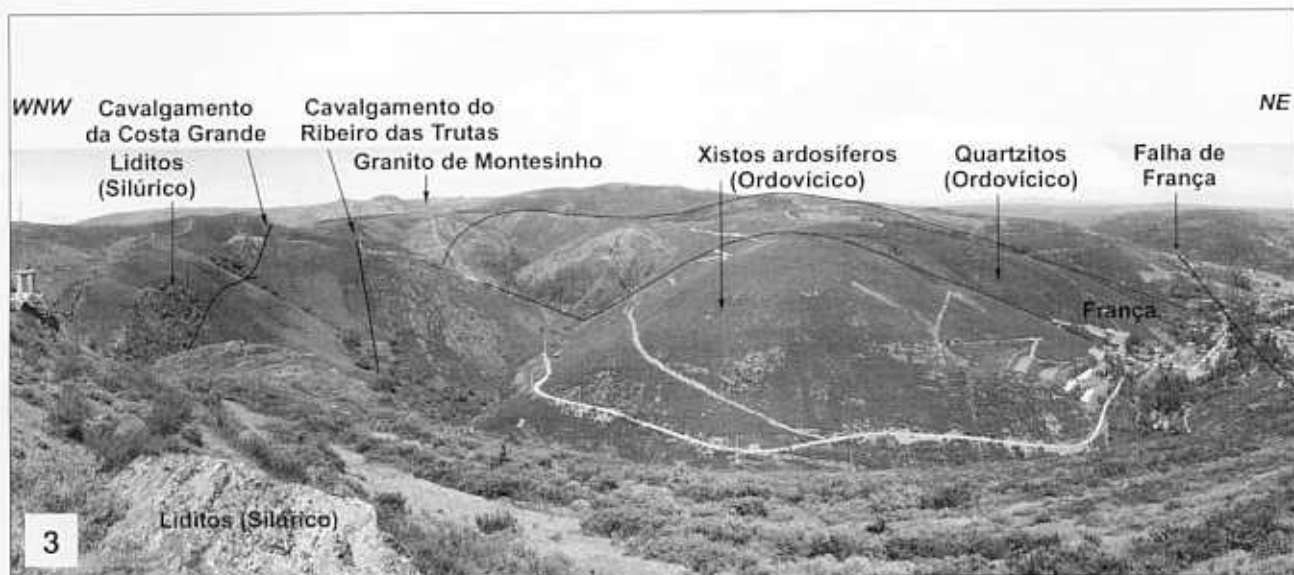 WNW
NE
Cavalgamento
da Costa Grande
Liditos
(Silúrico)
Cavalgamento do
Ribeiro das Trutas
Granito de Montesinho
Xistos ardosíferos
(Ordovícico)
Quartzitos
(Ordovícico)
Falha de
França
França
Liditos (Silúrico)
3